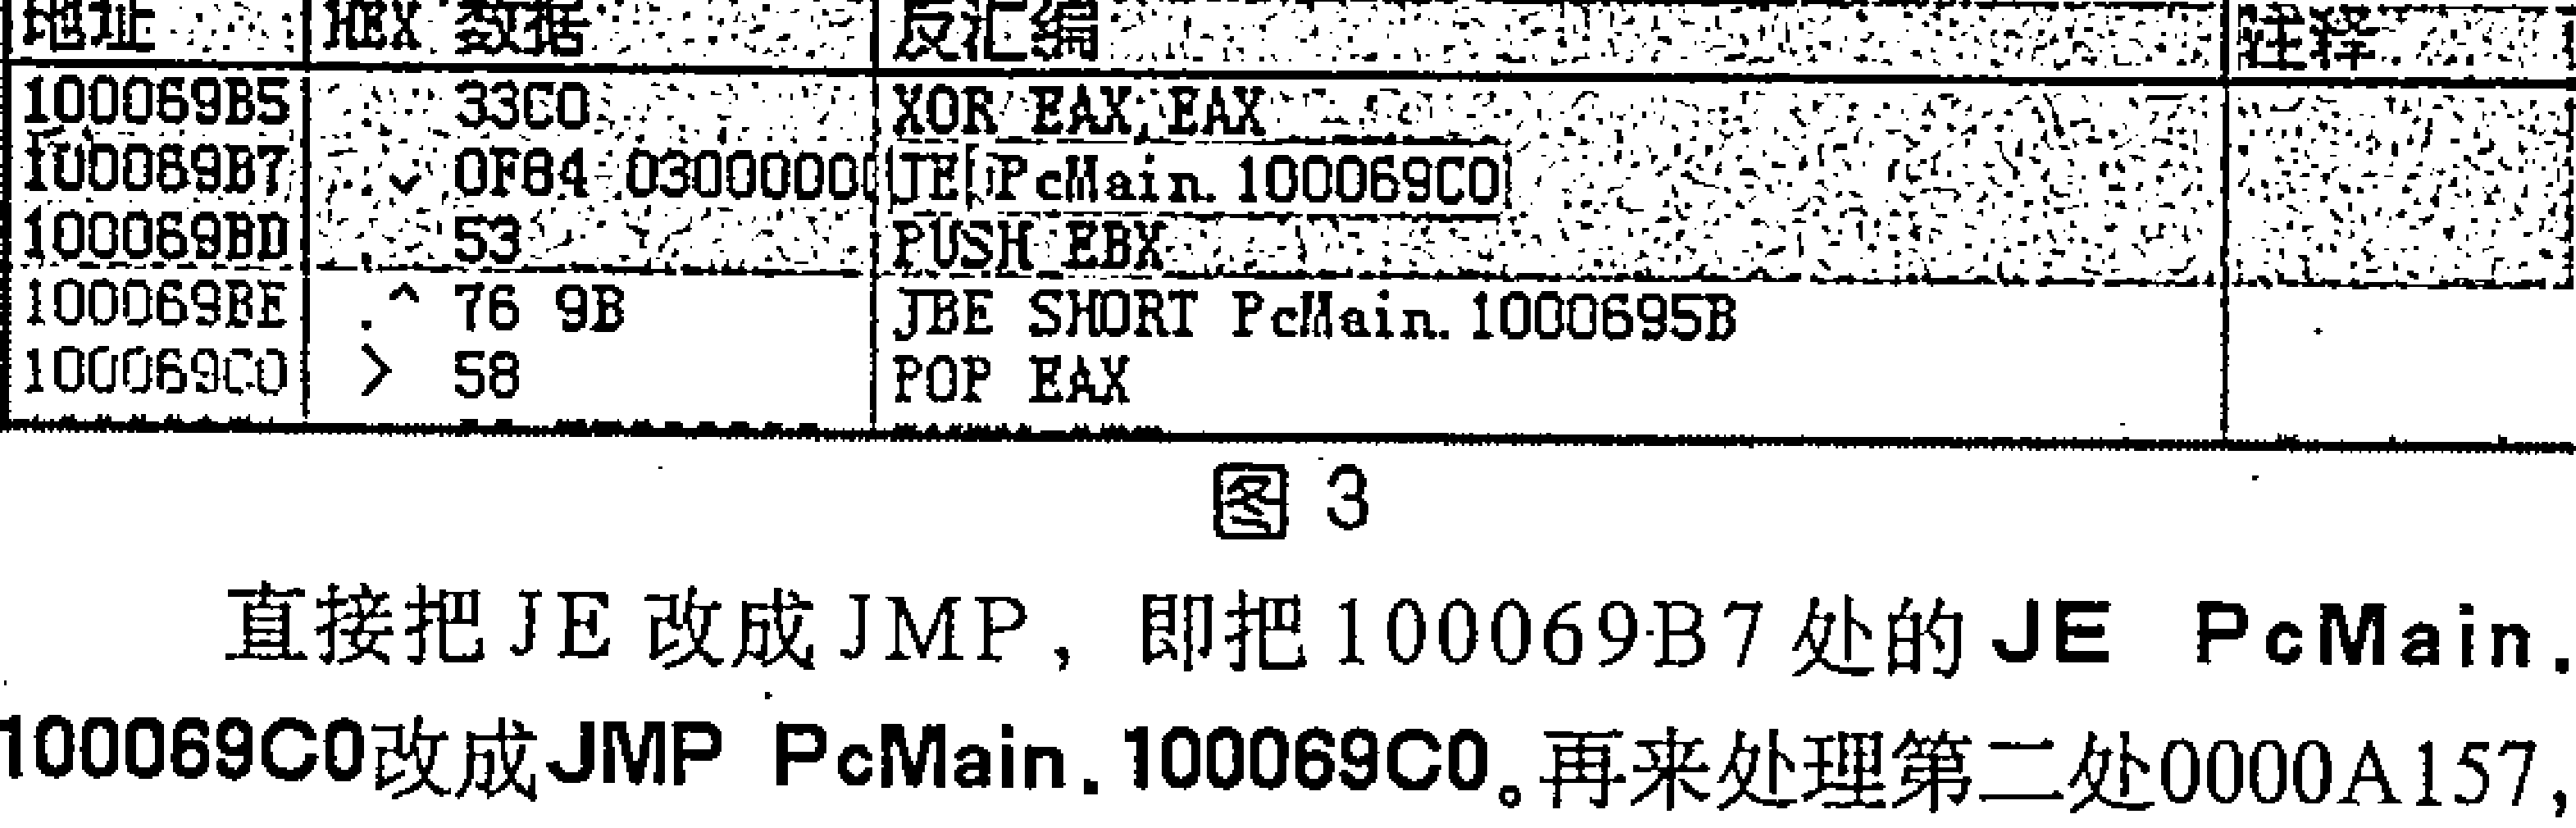 地址 HEX 数据 反汇编 注释
100069B5 . 33C0 XOR EAX,EAX
100069B7 .˅ 0F84 03000000 JE PcMain.100069C0
100069BD . 53 PUSH EBX
100069BE .^ 76 9B JBE SHORT PcMain.1000695B
100069C0 > 58 POP EAX
图 3
直接把JE改成JMP，即把100069B7处的JE PcMain.
100069C0改成JMP PcMain.100069C0。再来处理第二处0000A157，